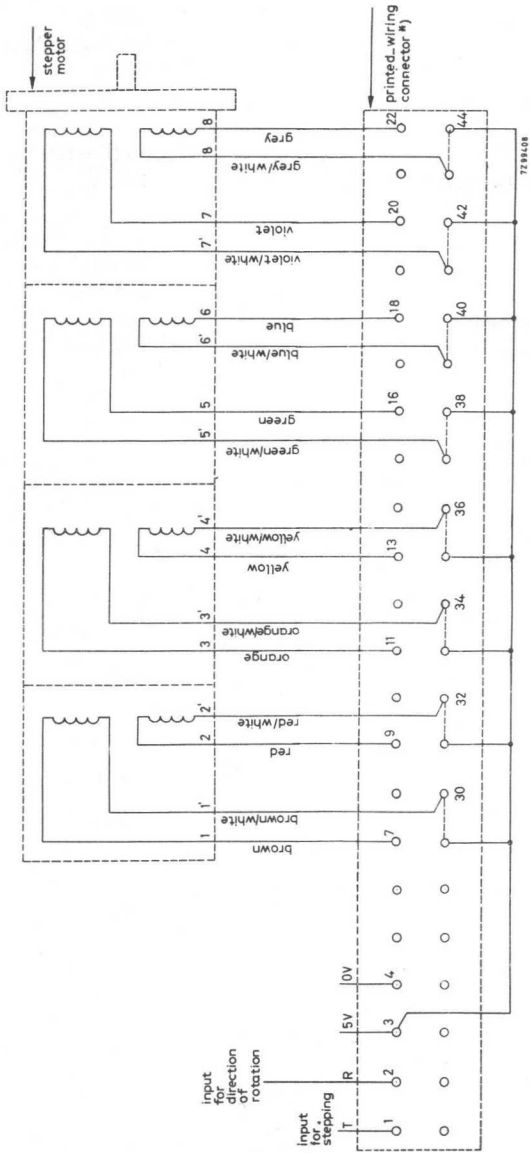 stepper
motor
printed_wiring
connector *)
8
grey
22
8
grey/white
44
7
violet
20
7'
violet/white
42
6
blue
18
6'
blue/white
40
5
green
16
5'
green/white
38
4'
yellow/white
36
4
yellow
13
3'
orange/white
34
3
orange
11
2'
red/white
32
2
red
9
1'
brown/white
30
1
brown
7
0V
4
5V
3
input
for
direction
of
rotation
R
2
input
for
stepping
T
1
7Z99408